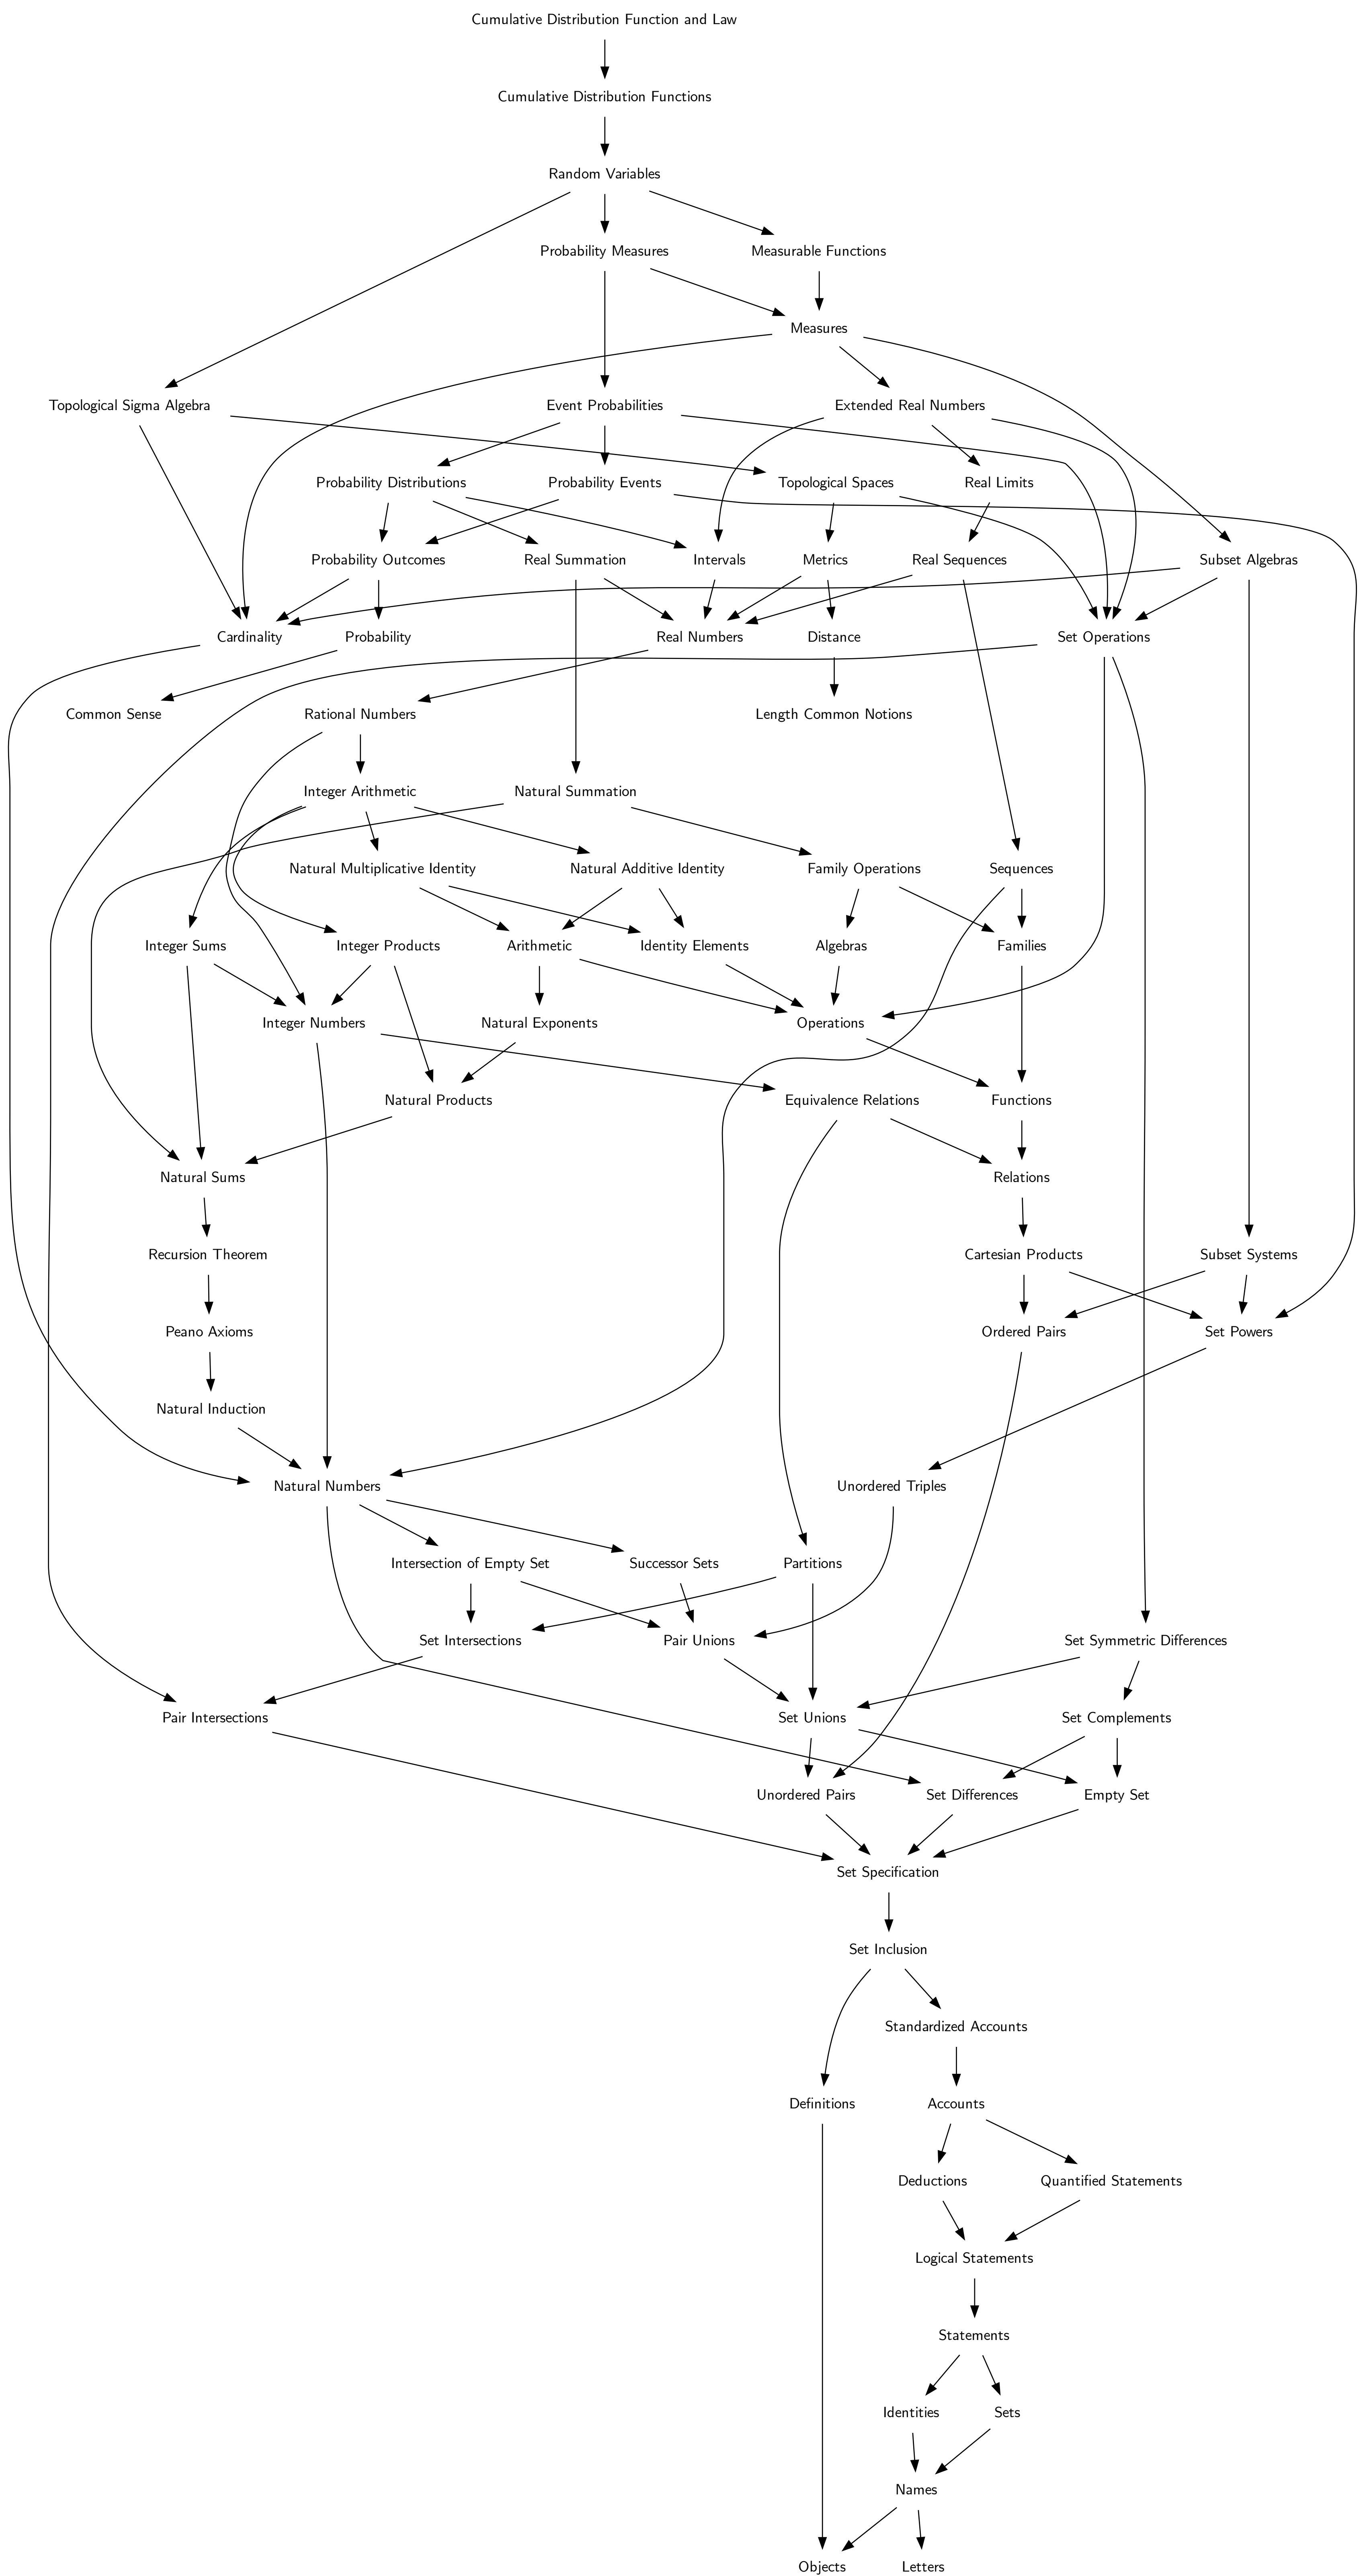 Cumulative Distribution Function and Law
Cumulative Distribution Functions
Random Variables
Probability Measures
Measurable Functions
Measures
Topological Sigma Algebra
Event Probabilities
Extended Real Numbers
Probability Distributions
Probability Events
Topological Spaces
Real Limits
Probability Outcomes
Real Summation
Intervals
Metrics
Real Sequences
Subset Algebras
Cardinality
Probability
Real Numbers
Distance
Set Operations
Common Sense
Rational Numbers
Length Common Notions
Integer Arithmetic
Natural Summation
Natural Multiplicative Identity
Natural Additive Identity
Family Operations
Sequences
Integer Sums
Integer Products
Arithmetic
Identity Elements
Algebras
Families
Integer Numbers
Natural Exponents
Operations
Natural Products
Equivalence Relations
Functions
Natural Sums
Relations
Recursion Theorem
Cartesian Products
Subset Systems
Peano Axioms
Ordered Pairs
Set Powers
Natural Induction
Natural Numbers
Unordered Triples
Intersection of Empty Set
Successor Sets
Partitions
Set Intersections
Pair Unions
Set Symmetric Differences
Pair Intersections
Set Unions
Set Complements
Unordered Pairs
Set Differences
Empty Set
Set Specification
Set Inclusion
Standardized Accounts
Definitions
Accounts
Deductions
Quantified Statements
Logical Statements
Statements
Identities
Sets
Names
Objects
Letters